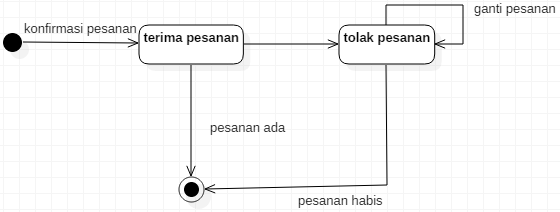 ganti pesanan
konfirmasi pesanan
terima pesanan
tolak pesanan
pesanan ada
pesanan habis